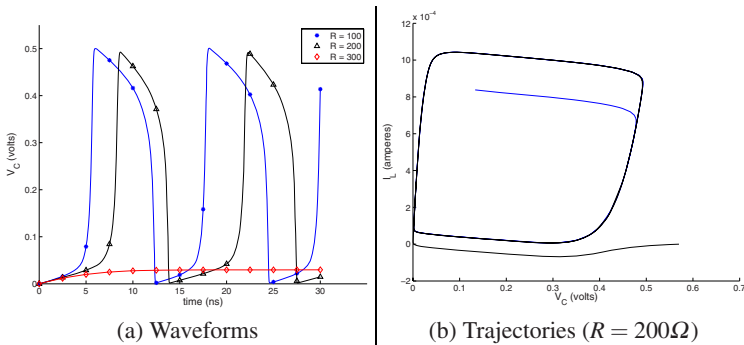 0.5
0.4
0.3
0.2
0.1
0
V_C (volts)
0 5 10 15 20 25 30
time (ns)
R = 100
R = 200
R = 300
(a) Waveforms
x 10⁻⁴
12
10
8
6
4
2
0
−2
I_L (amperes)
0 0.1 0.2 0.3 0.4 0.5 0.6 0.7
V_C (volts)
(b) Trajectories (R = 200Ω)